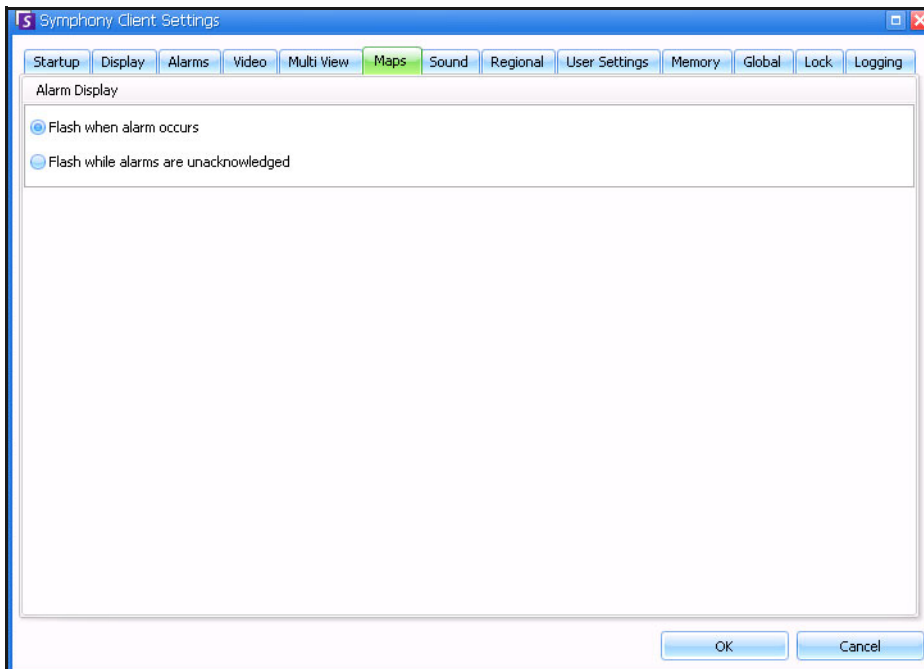 Symphony Client Settings
Startup Display Alarms Video Multi View Maps Sound Regional User Settings Memory Global Lock Logging
Alarm Display
Flash when alarm occurs
Flash while alarms are unacknowledged
OK Cancel